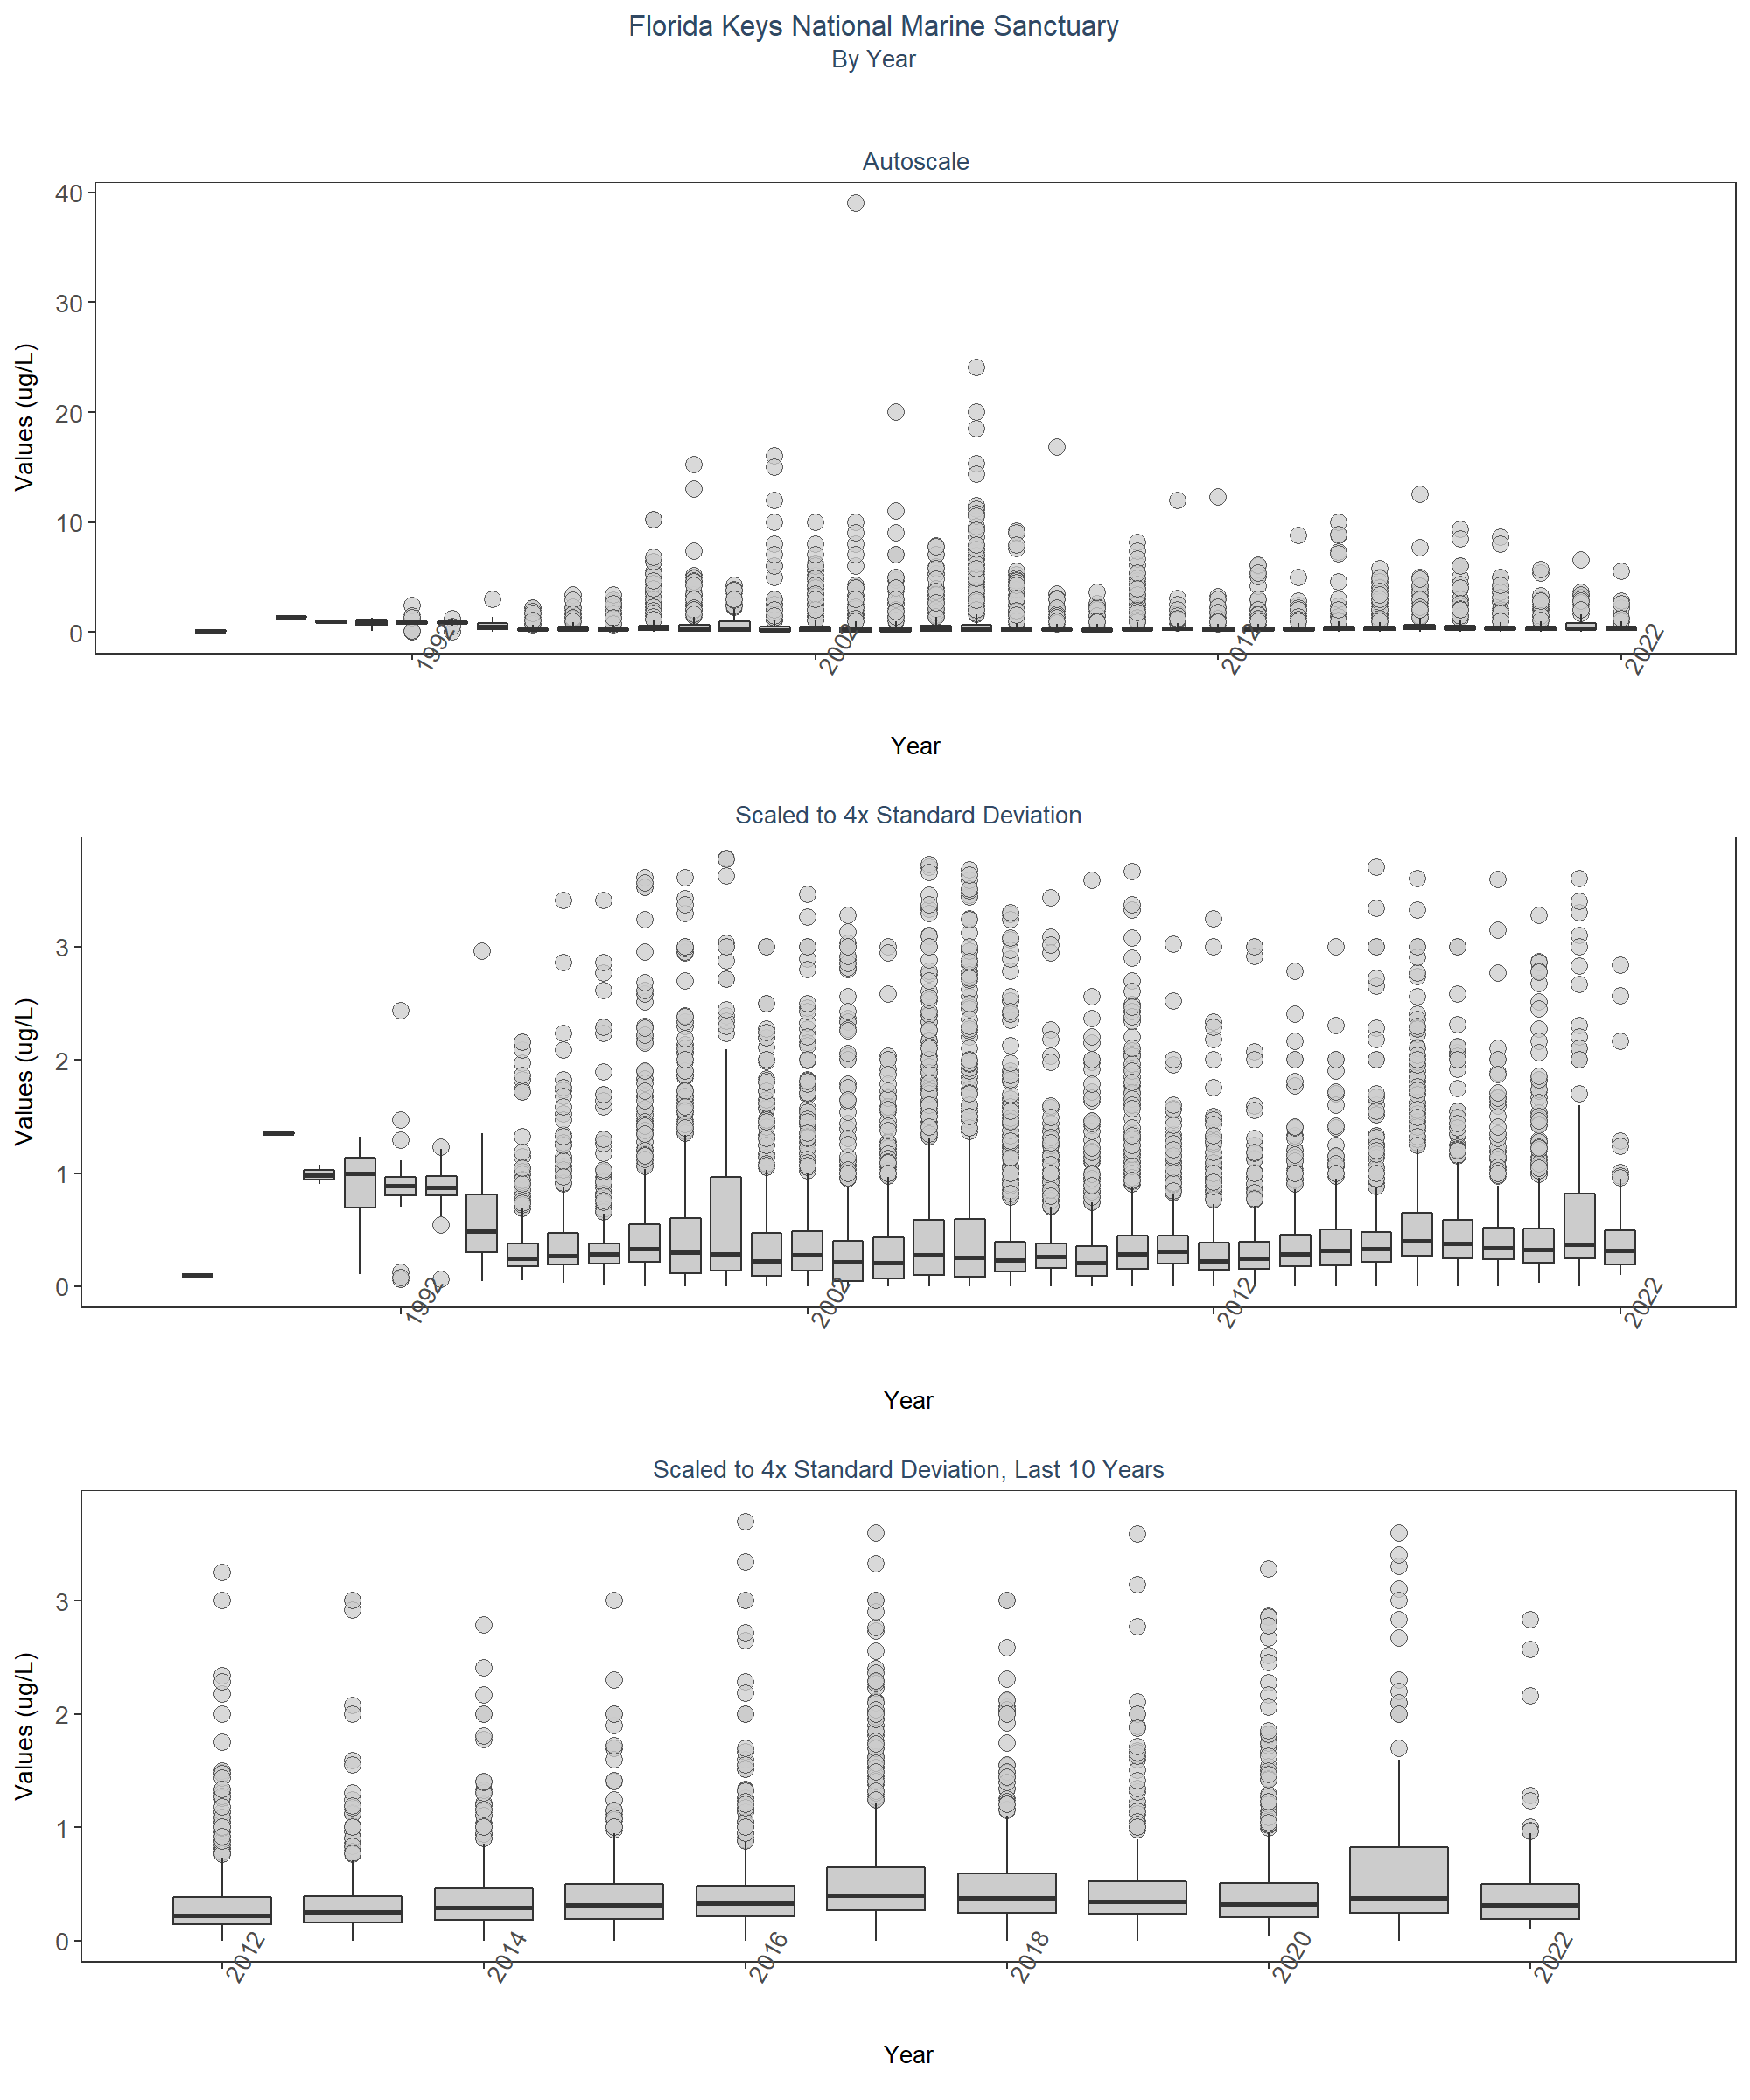 Florida Keys National Marine Sanctuary
By Year
Autoscale
Values (ug/L)
40
30
20
10
0
1992
2002
2012
2022
Year
Scaled to 4x Standard Deviation
Values (ug/L)
3
2
1
0
1992
2002
2012
2022
Year
Scaled to 4x Standard Deviation, Last 10 Years
Values (ug/L)
3
2
1
0
2012
2014
2016
2018
2020
2022
Year